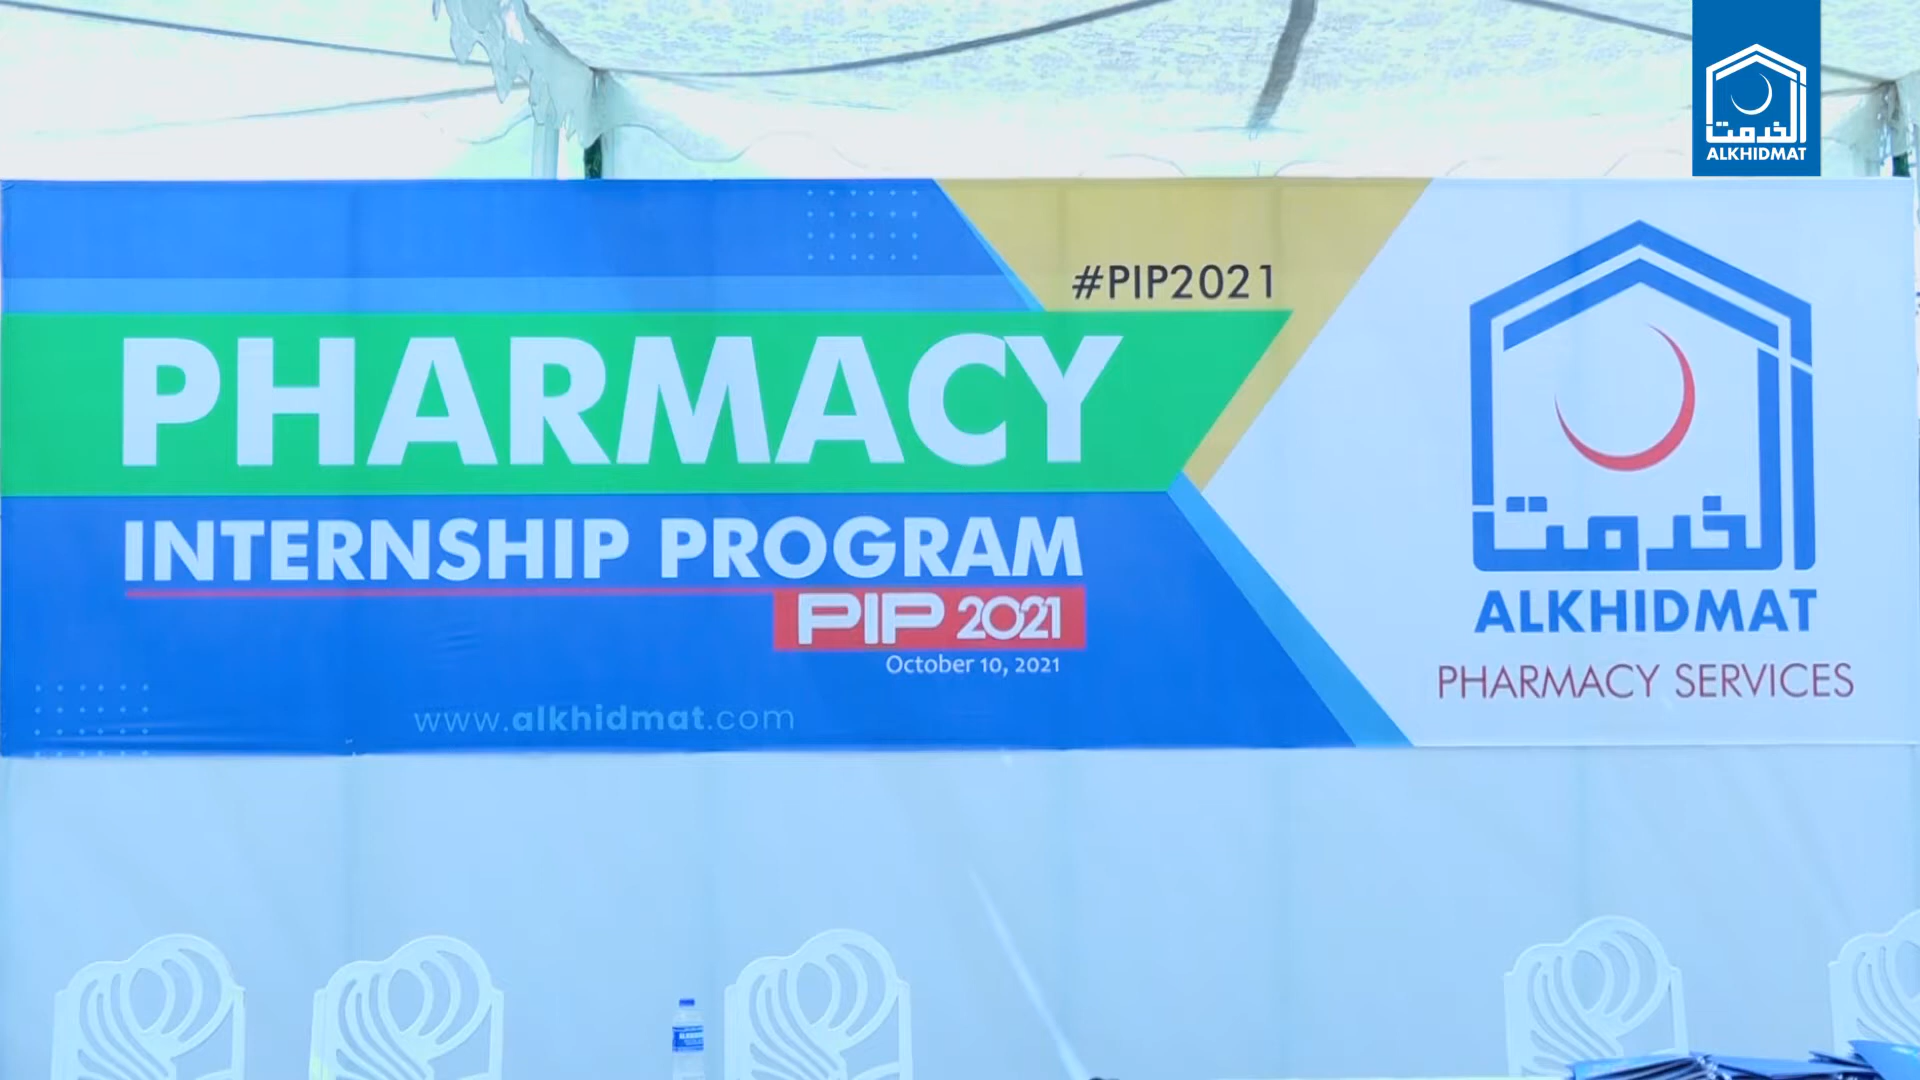 الخدمت
ALKHIDMAT
#PIP2021
PHARMACY
INTERNSHIP PROGRAM
PIP 2021
October 10, 2021
www.alkhidmat.com
الخدمت
ALKHIDMAT
PHARMACY SERVICES